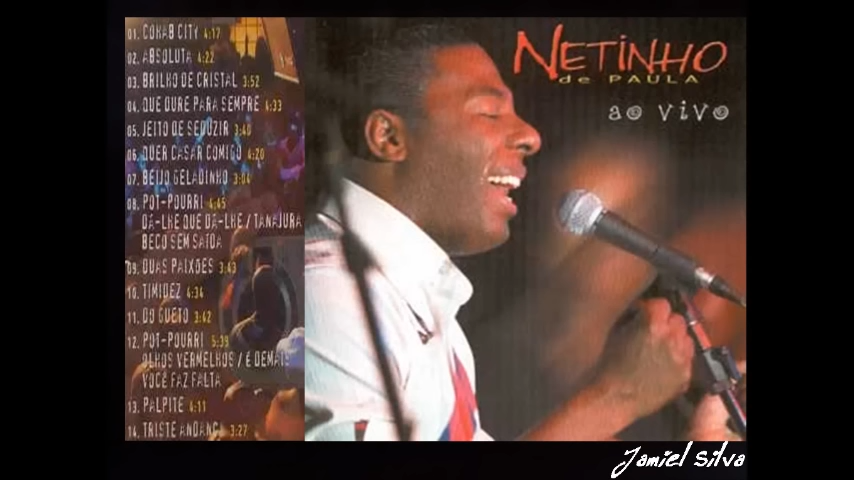 01. COHAB CITY 4:17
02. ABSOLUTA 4:22
03. BRILHO DE CRISTAL 3:52
04. QUE DURE PARA SEMPRE 4:33
05. JEITO DE SEDUZIR 3:40
06. QUER CASAR COMIGO 4:20
07. BEIJO GELADINHO 3:04
08. POT-POURRI 4:45
DÁ-LHE QUE DÁ-LHE / TANAJURA
BECO SEM SAÍDA
09. DUAS PAIXÕES 3:43
10. TIMIDEZ 4:34
11. DO GUETO 3:42
12. POT-POURRI 5:39
OLHOS VERMELHOS / É DEMAIS
VOCÊ FAZ FALTA
13. PALPITE 4:11
14. TRISTE ANDANÇA 3:27
NETINHO
de PAULA
ao vivo
Jamiel Silva